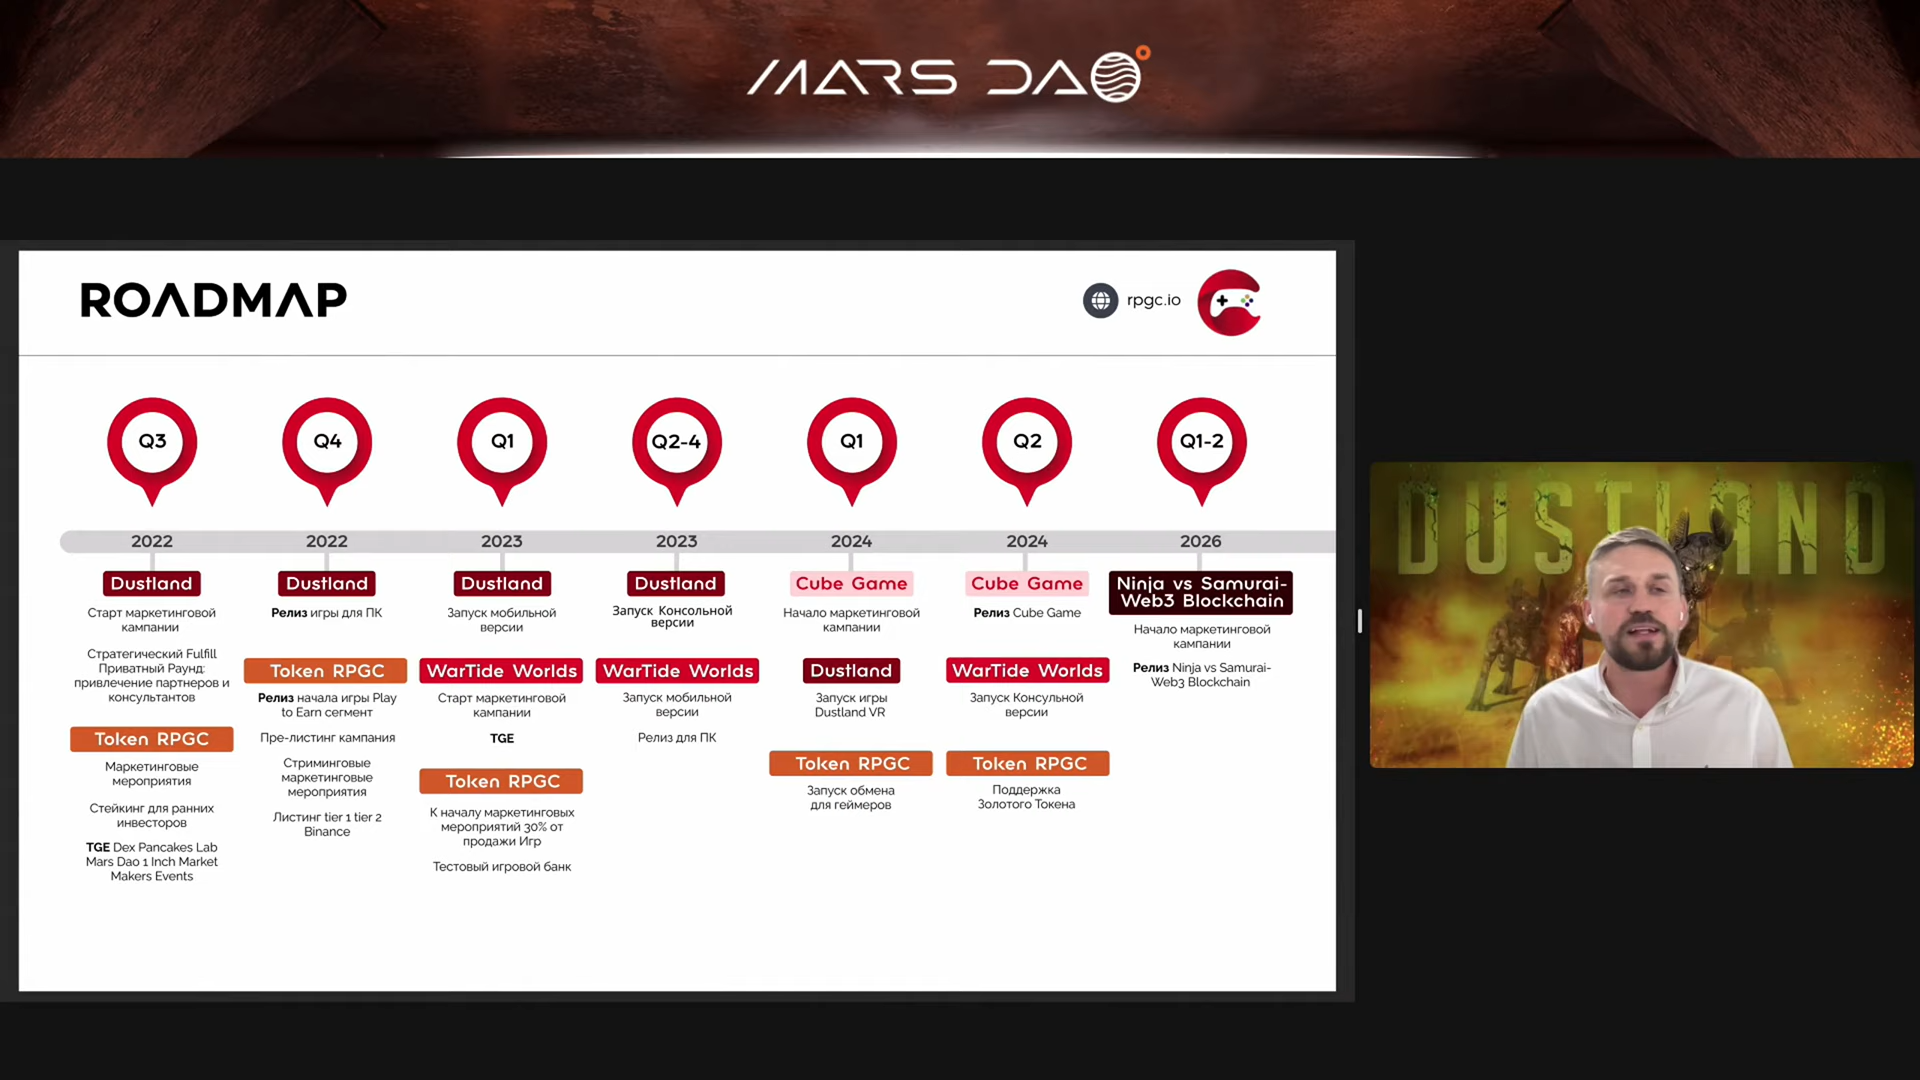 MARS DAO
ROADMAP
rpgc.io
Q3
Q4
Q1
Q2-4
Q1
Q2
Q1-2
2022
2022
2023
2023
2024
2024
2026
Dustland
Старт маркетинговой
кампании
Стратегический Fulfill
Приватный Раунд:
привлечение партнеров и
консультантов
Token RPGC
Маркетинговые
мероприятия
Стейкинг для ранних
инвесторов
TGE Dex Pancakes Lab
Mars Dao 1 Inch Market
Makers Events
Dustland
Релиз игры для ПК
Token RPGC
Релиз начала игры Play
to Earn сегмент
Пре-листинг кампания
Стриминговые
маркетинговые
мероприятия
Листинг tier 1 tier 2
Binance
Dustland
Запуск мобильной
версии
WarTide Worlds
Старт маркетинговой
кампании
TGE
Token RPGC
К началу маркетинговых
мероприятий 30% от
продажи Игр
Тестовый игровой банк
Dustland
Запуск Консольной
версии
WarTide Worlds
Запуск мобильной
версии
Релиз для ПК
Cube Game
Начало маркетинговой
кампании
Dustland
Запуск игры
Dustland VR
Token RPGC
Запуск обмена
для геймеров
Cube Game
Релиз Cube Game
WarTide Worlds
Запуск Консульной
версии
Token RPGC
Поддержка
Золотого Токена
Ninja vs Samurai-
Web3 Blockchain
Начало маркетинговой
кампании
Релиз Ninja vs Samurai-
Web3 Blockchain
DUSTLAND